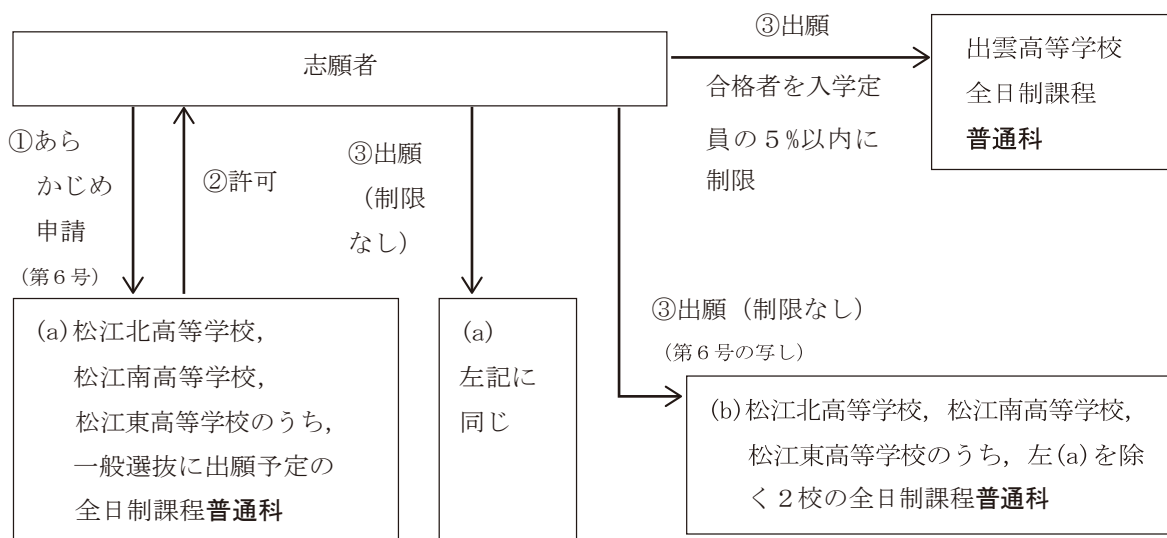 志願者
③出願
合格者を入学定
員の５%以内に
制限
出雲高等学校
全日制課程
普通科
①あら
かじめ
申請
(第６号)
②許可
③出願
(制限
なし)
③出願（制限なし）
(第６号の写し)
(a)松江北高等学校，
松江南高等学校，
松江東高等学校のうち，
一般選抜に出願予定の
全日制課程普通科
(a)
左記に
同じ
(b)松江北高等学校，松江南高等学校，
松江東高等学校のうち，左(a)を除
く２校の全日制課程普通科